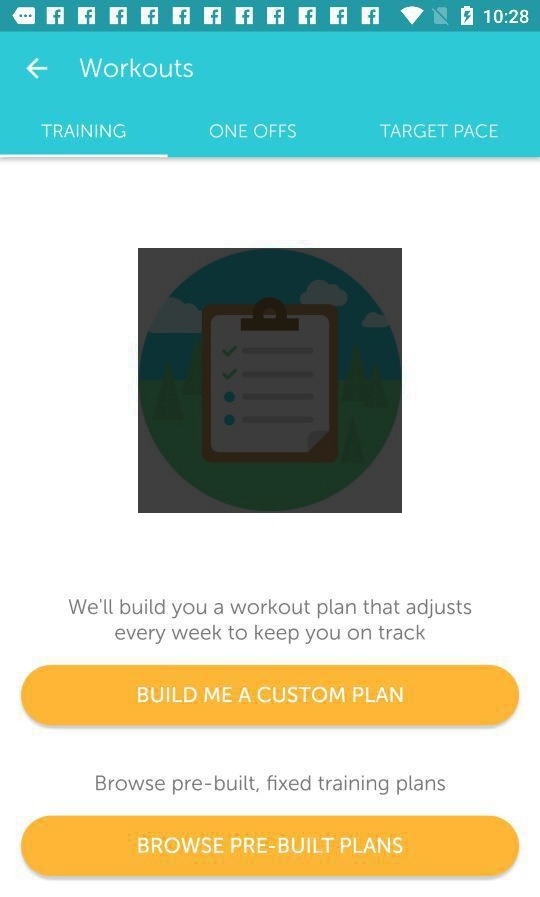 10:28
Workouts
TRAINING
ONE OFFS
TARGET PACE
We'll build you a workout plan that adjusts
every week to keep you on track
BUILD ME A CUSTOM PLAN
Browse pre-built, fixed training plans
BROWSE PRE-BUILT PLANS